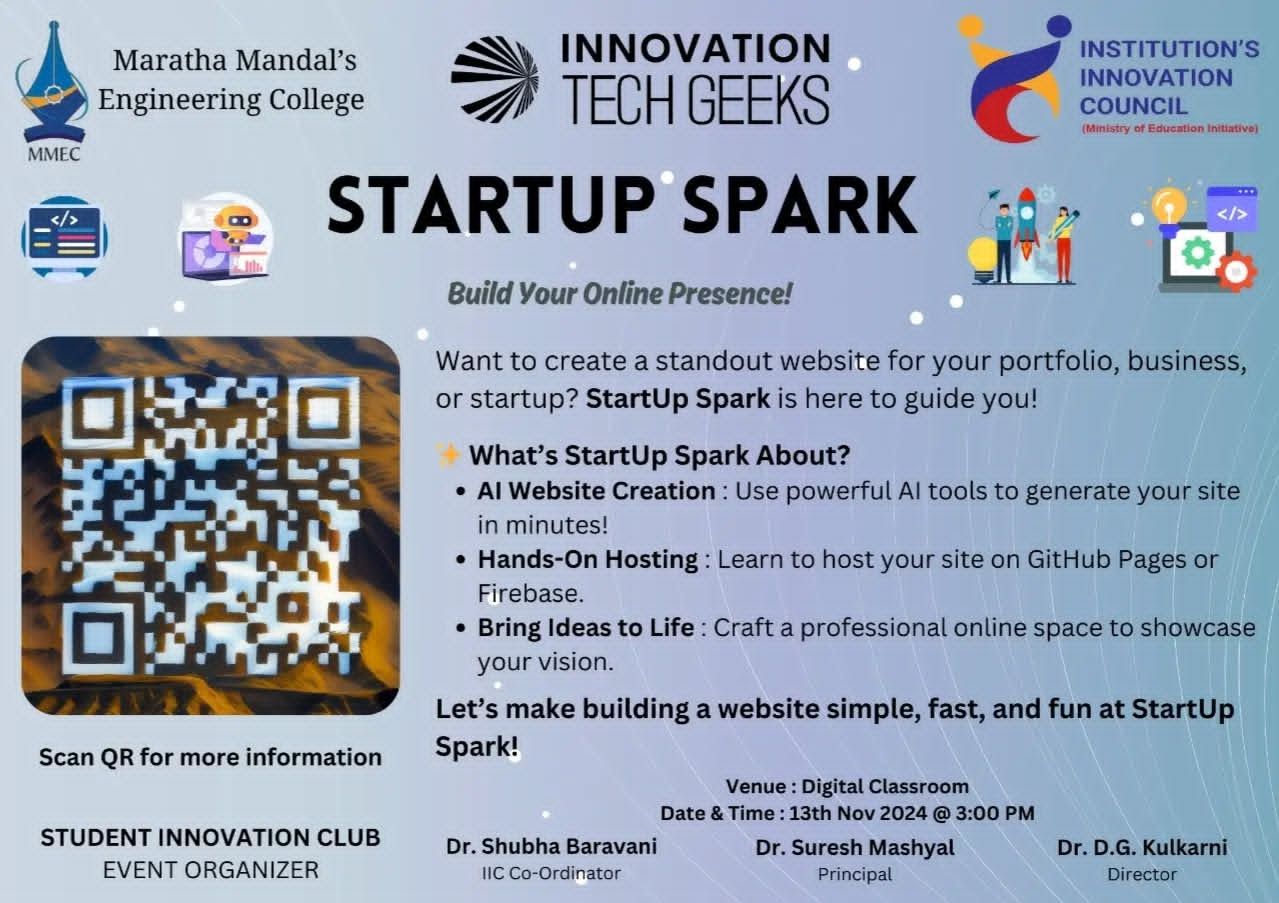 Maratha Mandal's
Engineering College
MMEC
INNOVATION
TECH GEEKS
INSTITUTION'S
INNOVATION
COUNCIL
(Ministry of Education Initiative)
STARTUP SPARK
</>
</>
Build Your Online Presence!
Want to create a standout website for your portfolio, business,
or startup? StartUp Spark is here to guide you!
✨ What's StartUp Spark About?
• AI Website Creation : Use powerful AI tools to generate your site
in minutes!
• Hands-On Hosting : Learn to host your site on GitHub Pages or
Firebase.
• Bring Ideas to Life : Craft a professional online space to showcase
your vision.
Let's make building a website simple, fast, and fun at StartUp
Spark!
Scan QR for more information
Venue : Digital Classroom
Date & Time : 13th Nov 2024 @ 3:00 PM
STUDENT INNOVATION CLUB
EVENT ORGANIZER
Dr. Shubha Baravani
IIC Co-Ordinator
Dr. Suresh Mashyal
Principal
Dr. D.G. Kulkarni
Director